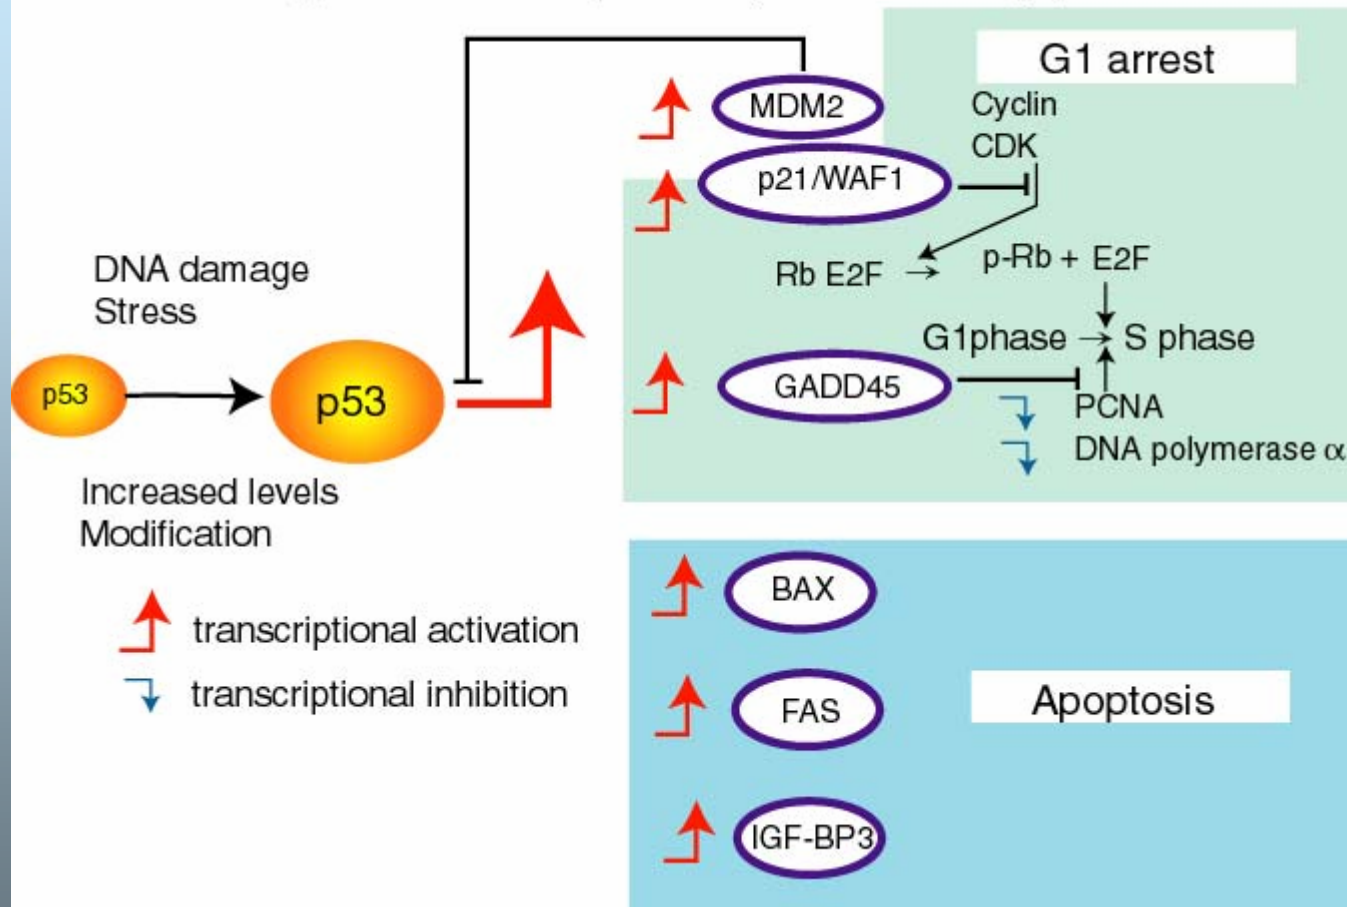 G1 arrest
MDM2
Cyclin
CDK
p21/WAF1
Rb E2F → p-Rb + E2F
DNA damage
Stress
G1phase → S phase
p53
p53
GADD45
PCNA
DNA polymerase α
Increased levels
Modification
BAX
transcriptional activation
transcriptional inhibition
FAS
Apoptosis
IGF-BP3